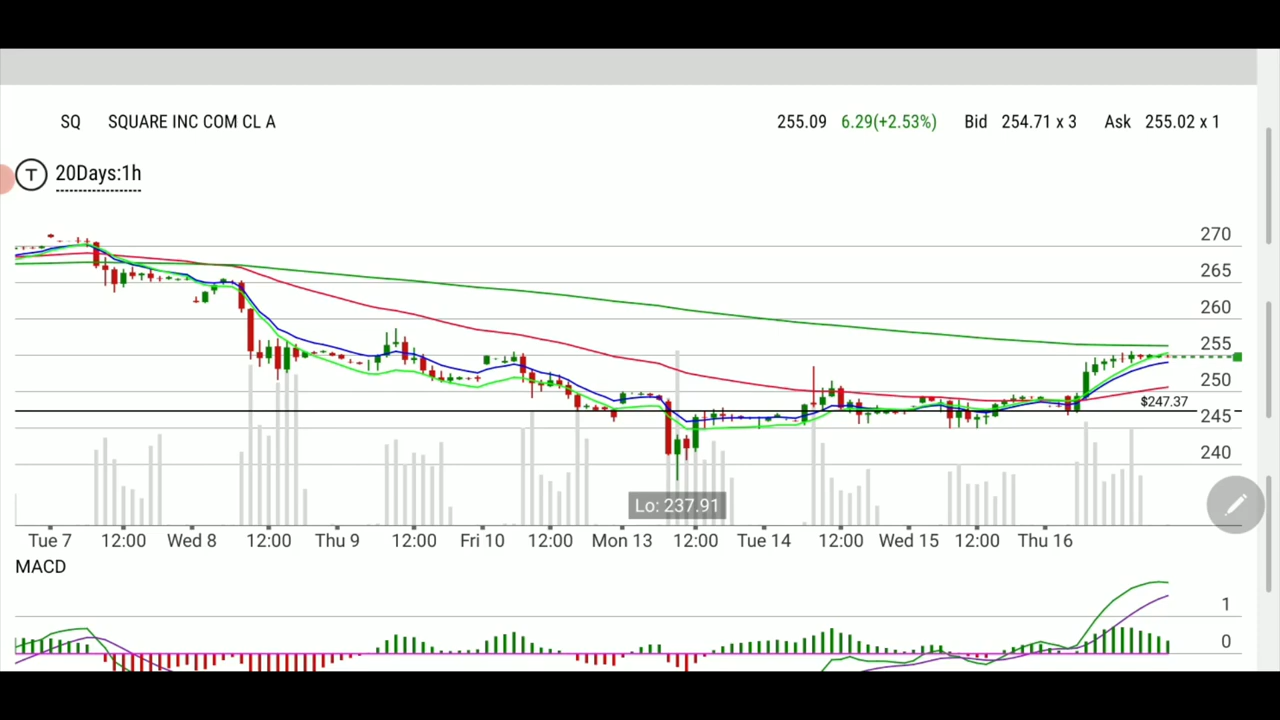 SQ SQUARE INC COM CL A 255.09 6.29(+2.53%) Bid 254.71 x 3 Ask 255.02 x 1
T 20Days:1h
270
265
260
255
250
$247.37
245
240
Lo: 237.91
Tue 7 12:00 Wed 8 12:00 Thu 9 12:00 Fri 10 12:00 Mon 13 12:00 Tue 14 12:00 Wed 15 12:00 Thu 16
MACD
1
0